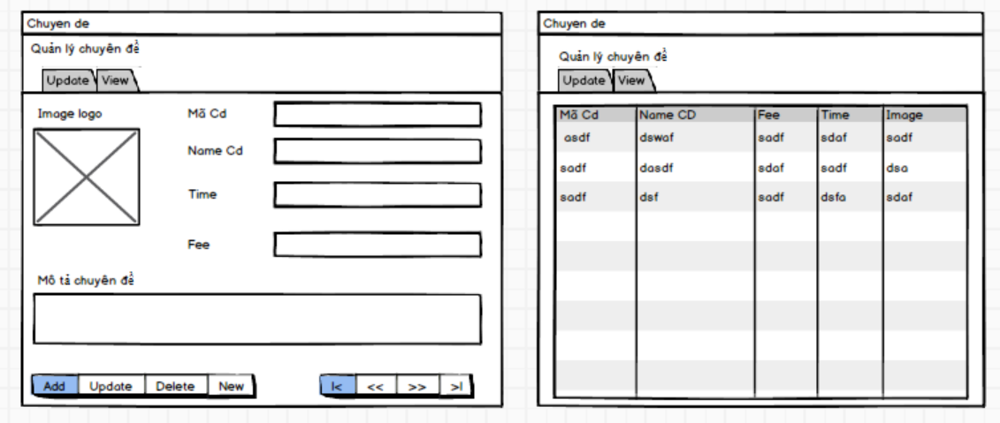 Chuyen de
Quản lý chuyên đề
Update View
Image logo
Mã Cd
Name Cd
Time
Fee
Mô tả chuyên đề
Add Update Delete New
|< << >> >|
Chuyen de
Quản lý chuyên đề
Update View
Mã Cd Name CD Fee Time Image
asdf dswaf sadf sdaf sadf
sadf dasdf sdaf sadf dsa
sadf dsf sadf dsfa sdaf